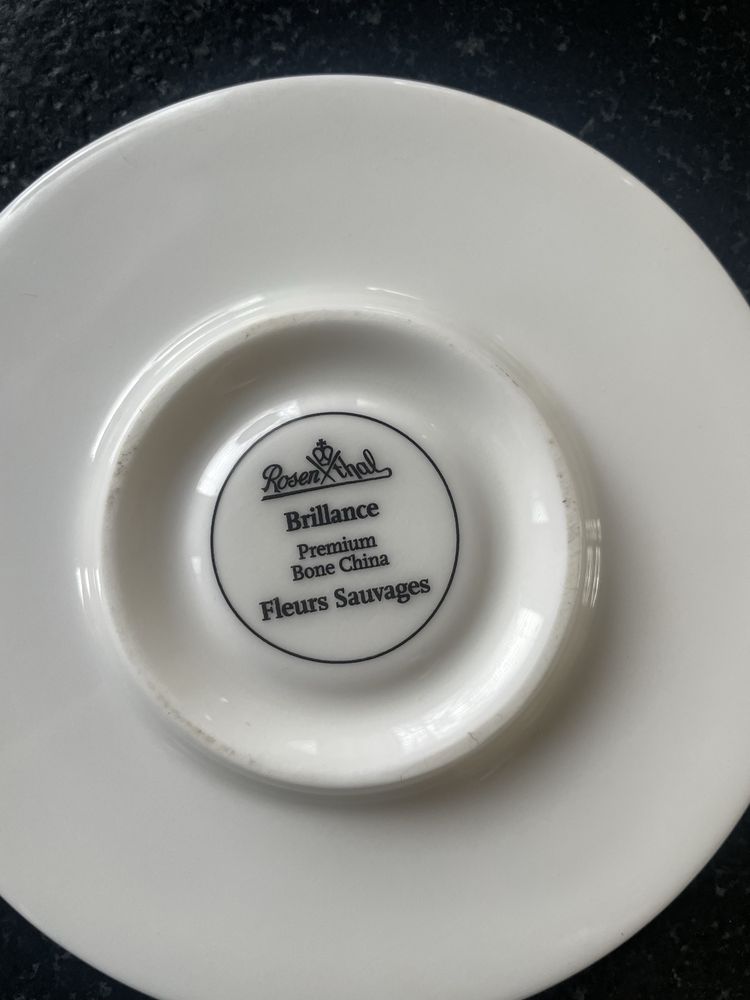 Rosenthal
Brillance
Premium
Bone China
Fleurs Sauvages